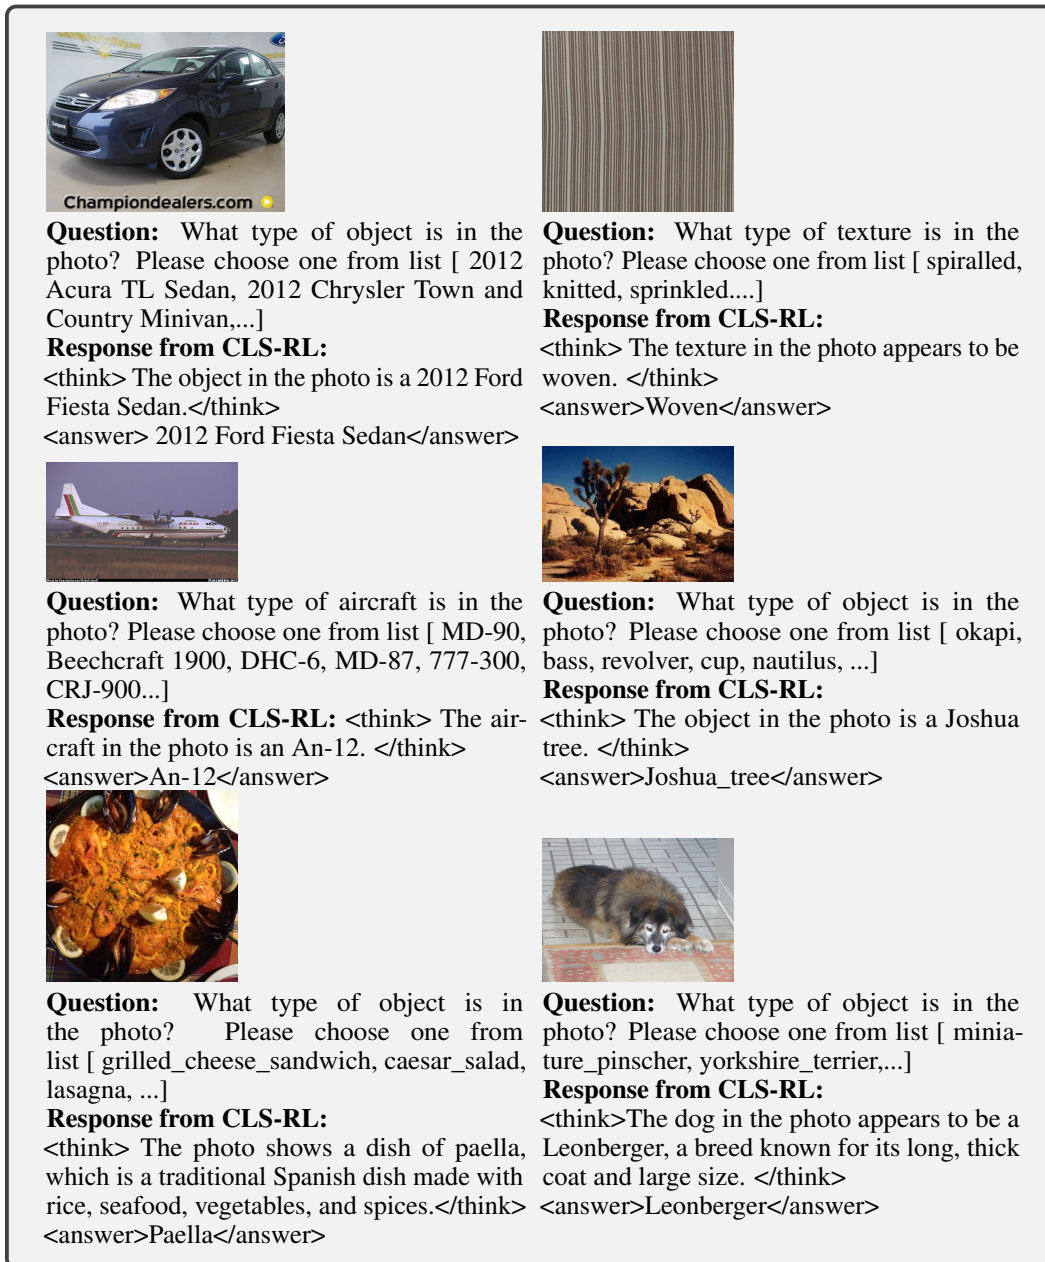 Championdealers.com
Question: What type of object is in the
photo? Please choose one from list [ 2012
Acura TL Sedan, 2012 Chrysler Town and
Country Minivan,...]
Response from CLS-RL:
<think> The object in the photo is a 2012 Ford
Fiesta Sedan.</think>
<answer> 2012 Ford Fiesta Sedan</answer>
Question: What type of texture is in the
photo? Please choose one from list [ spiralled,
knitted, sprinkled....]
Response from CLS-RL:
<think> The texture in the photo appears to be
woven. </think>
<answer>Woven</answer>
Question: What type of aircraft is in the
photo? Please choose one from list [ MD-90,
Beechcraft 1900, DHC-6, MD-87, 777-300,
CRJ-900...]
Response from CLS-RL: <think> The air-
craft in the photo is an An-12. </think>
<answer>An-12</answer>
Question: What type of object is in the
photo? Please choose one from list [ okapi,
bass, revolver, cup, nautilus, ...]
Response from CLS-RL:
<think> The object in the photo is a Joshua
tree. </think>
<answer>Joshua_tree</answer>
Question: What type of object is in
the photo? Please choose one from
list [ grilled_cheese_sandwich, caesar_salad,
lasagna, ...]
Response from CLS-RL:
<think> The photo shows a dish of paella,
which is a traditional Spanish dish made with
rice, seafood, vegetables, and spices.</think>
<answer>Paella</answer>
Question: What type of object is in the
photo? Please choose one from list [ minia-
ture_pinscher, yorkshire_terrier,...]
Response from CLS-RL:
<think>The dog in the photo appears to be a
Leonberger, a breed known for its long, thick
coat and large size. </think>
<answer>Leonberger</answer>